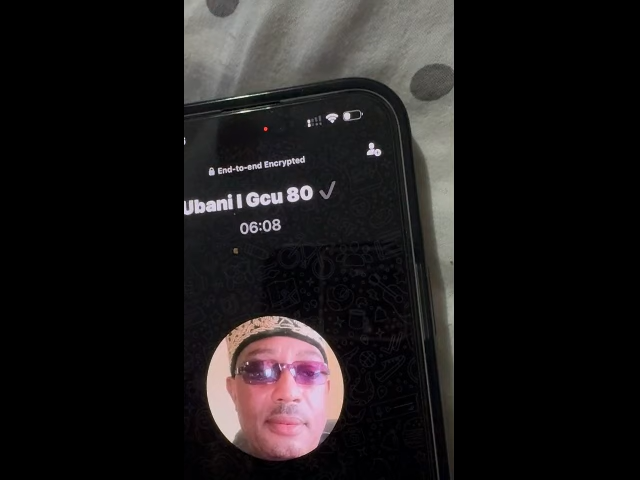 End-to-end Encrypted
Ubani I Gcu 80 ✓
06:08